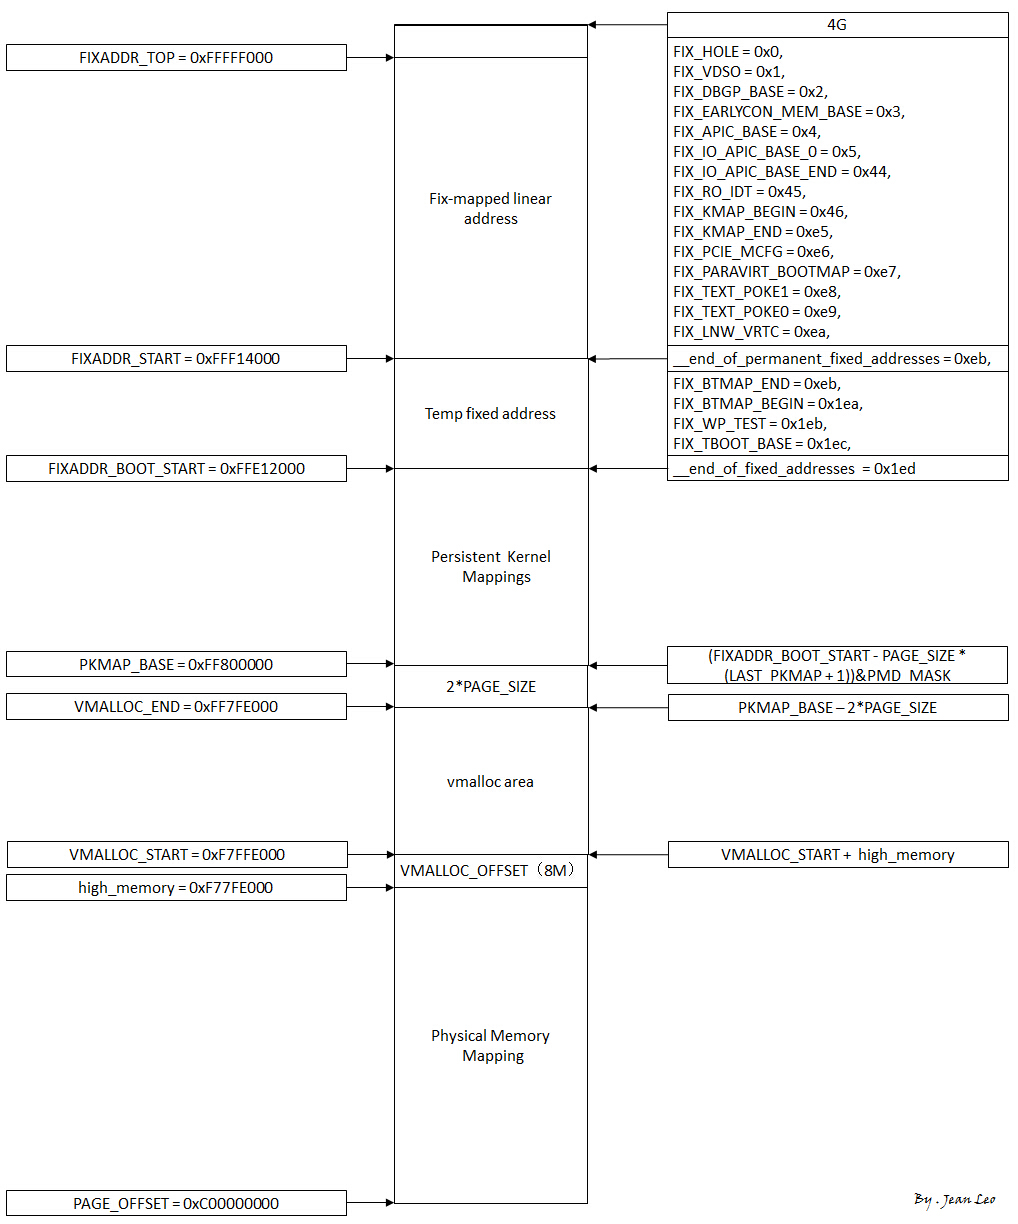 4G
FIXADDR_TOP = 0xFFFFF000
FIX_HOLE = 0x0,
FIX_VDSO = 0x1,
FIX_DBGP_BASE = 0x2,
FIX_EARLYCON_MEM_BASE = 0x3,
FIX_APIC_BASE = 0x4,
FIX_IO_APIC_BASE_0 = 0x5,
FIX_IO_APIC_BASE_END = 0x44,
FIX_RO_IDT = 0x45,
FIX_KMAP_BEGIN = 0x46,
FIX_KMAP_END = 0xe5,
FIX_PCIE_MCFG = 0xe6,
FIX_PARAVIRT_BOOTMAP = 0xe7,
FIX_TEXT_POKE1 = 0xe8,
FIX_TEXT_POKE0 = 0xe9,
FIX_LNW_VRTC = 0xea,
Fix-mapped linear
address
FIXADDR_START = 0xFFF14000
__end_of_permanent_fixed_addresses = 0xeb,
FIX_BTMAP_END = 0xeb,
FIX_BTMAP_BEGIN = 0x1ea,
FIX_WP_TEST = 0x1eb,
FIX_TBOOT_BASE = 0x1ec,
Temp fixed address
FIXADDR_BOOT_START = 0xFFE12000
__end_of_fixed_addresses = 0x1ed
Persistent Kernel
Mappings
PKMAP_BASE = 0xFF800000
(FIXADDR_BOOT_START - PAGE_SIZE *
(LAST_PKMAP + 1))&PMD_MASK
2*PAGE_SIZE
VMALLOC_END = 0xFF7FE000
PKMAP_BASE – 2*PAGE_SIZE
vmalloc area
VMALLOC_START = 0xF7FFE000
VMALLOC_START + high_memory
VMALLOC_OFFSET（8M）
high_memory = 0xF77FE000
Physical Memory
Mapping
PAGE_OFFSET = 0xC00000000
By . Jean Leo